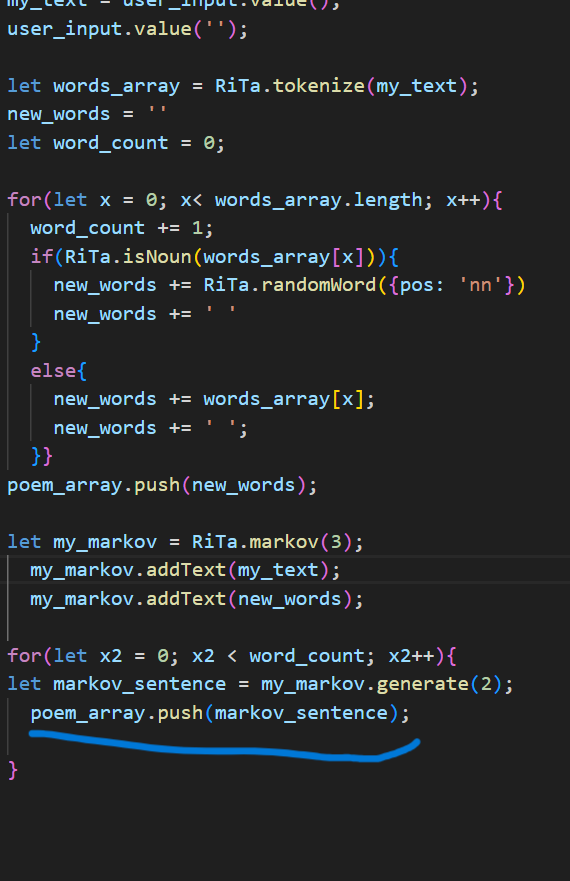 my_text = user_input.value();
user_input.value('');
let words_array = RiTa.tokenize(my_text);
new_words = ''
let word_count = 0;
for(let x = 0; x< words_array.length; x++){
word_count += 1;
if(RiTa.isNoun(words_array[x])){
new_words += RiTa.randomWord({pos: 'nn'})
new_words += ' '
}
else{
new_words += words_array[x];
new_words += ' ';
}}
poem_array.push(new_words);
let my_markov = RiTa.markov(3);
my_markov.addText(my_text);
my_markov.addText(new_words);
for(let x2 = 0; x2 < word_count; x2++){
let markov_sentence = my_markov.generate(2);
poem_array.push(markov_sentence);
}